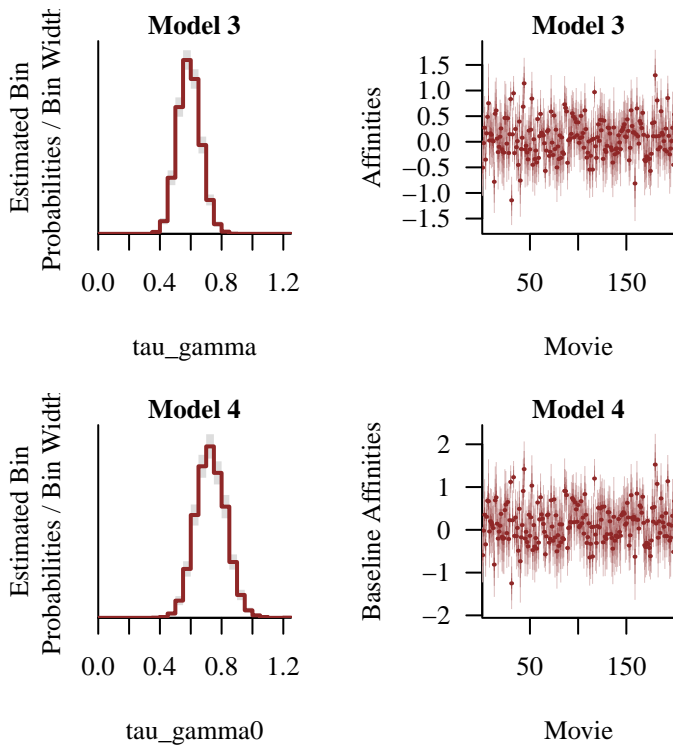 Model 3
Estimated Bin
Probabilities / Bin Width
0.0 0.4 0.8 1.2
tau_gamma
Model 3
Affinities
1.5
1.0
0.5
0.0
−0.5
−1.0
−1.5
50 150
Movie
Model 4
Estimated Bin
Probabilities / Bin Width
0.0 0.4 0.8 1.2
tau_gamma0
Model 4
Baseline Affinities
2
1
0
−1
−2
50 150
Movie